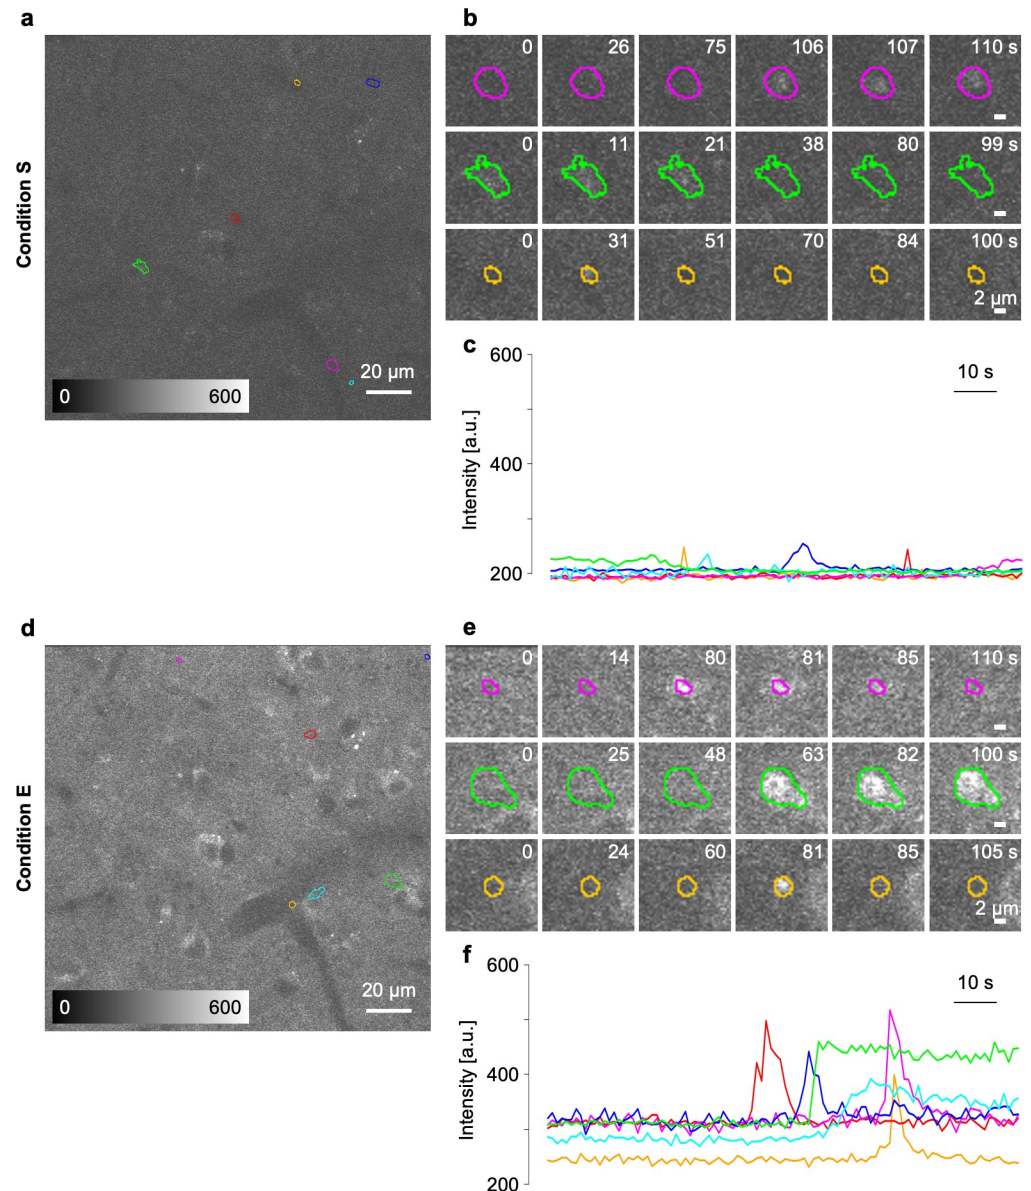 a
Condition S
0 600
20 µm
b
0 26 75 106 107 110 s
0 11 21 38 80 99 s
0 31 51 70 84 100 s
2 µm
c
600
400
200
Intensity [a.u.]
10 s
d
Condition E
0 600
20 µm
e
0 14 80 81 85 110 s
0 25 48 63 82 100 s
0 24 60 81 85 105 s
2 µm
f
600
400
200
Intensity [a.u.]
10 s